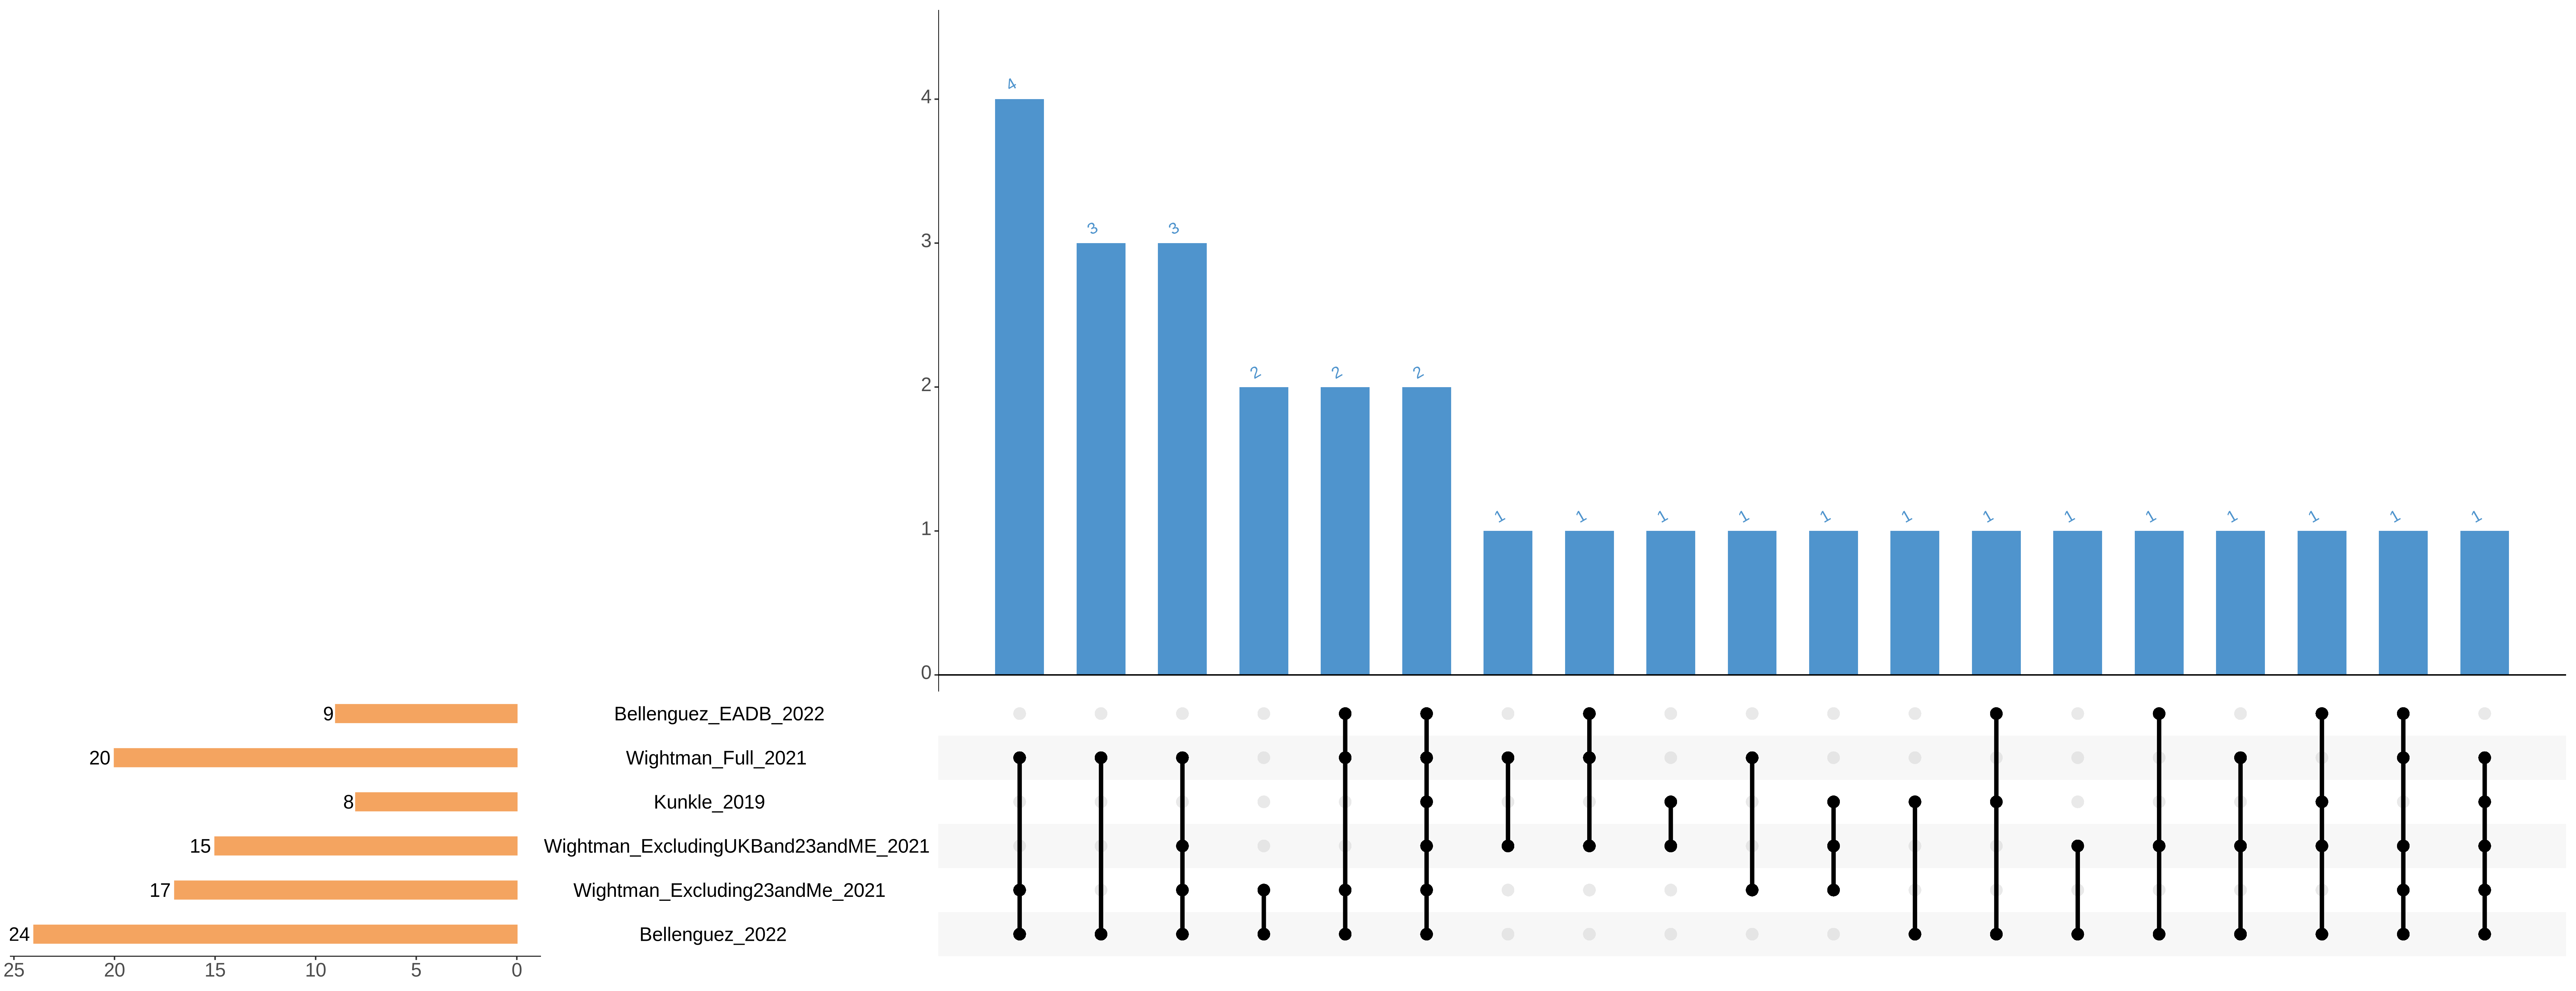 4
3
2
1
0
4 3 3 2 2 2 1 1 1 1 1 1 1 1 1 1 1 1 1
9 Bellenguez_EADB_2022
20 Wightman_Full_2021
8 Kunkle_2019
15 Wightman_ExcludingUKBand23andME_2021
17 Wightman_Excluding23andMe_2021
24 Bellenguez_2022
25 20 15 10 5 0